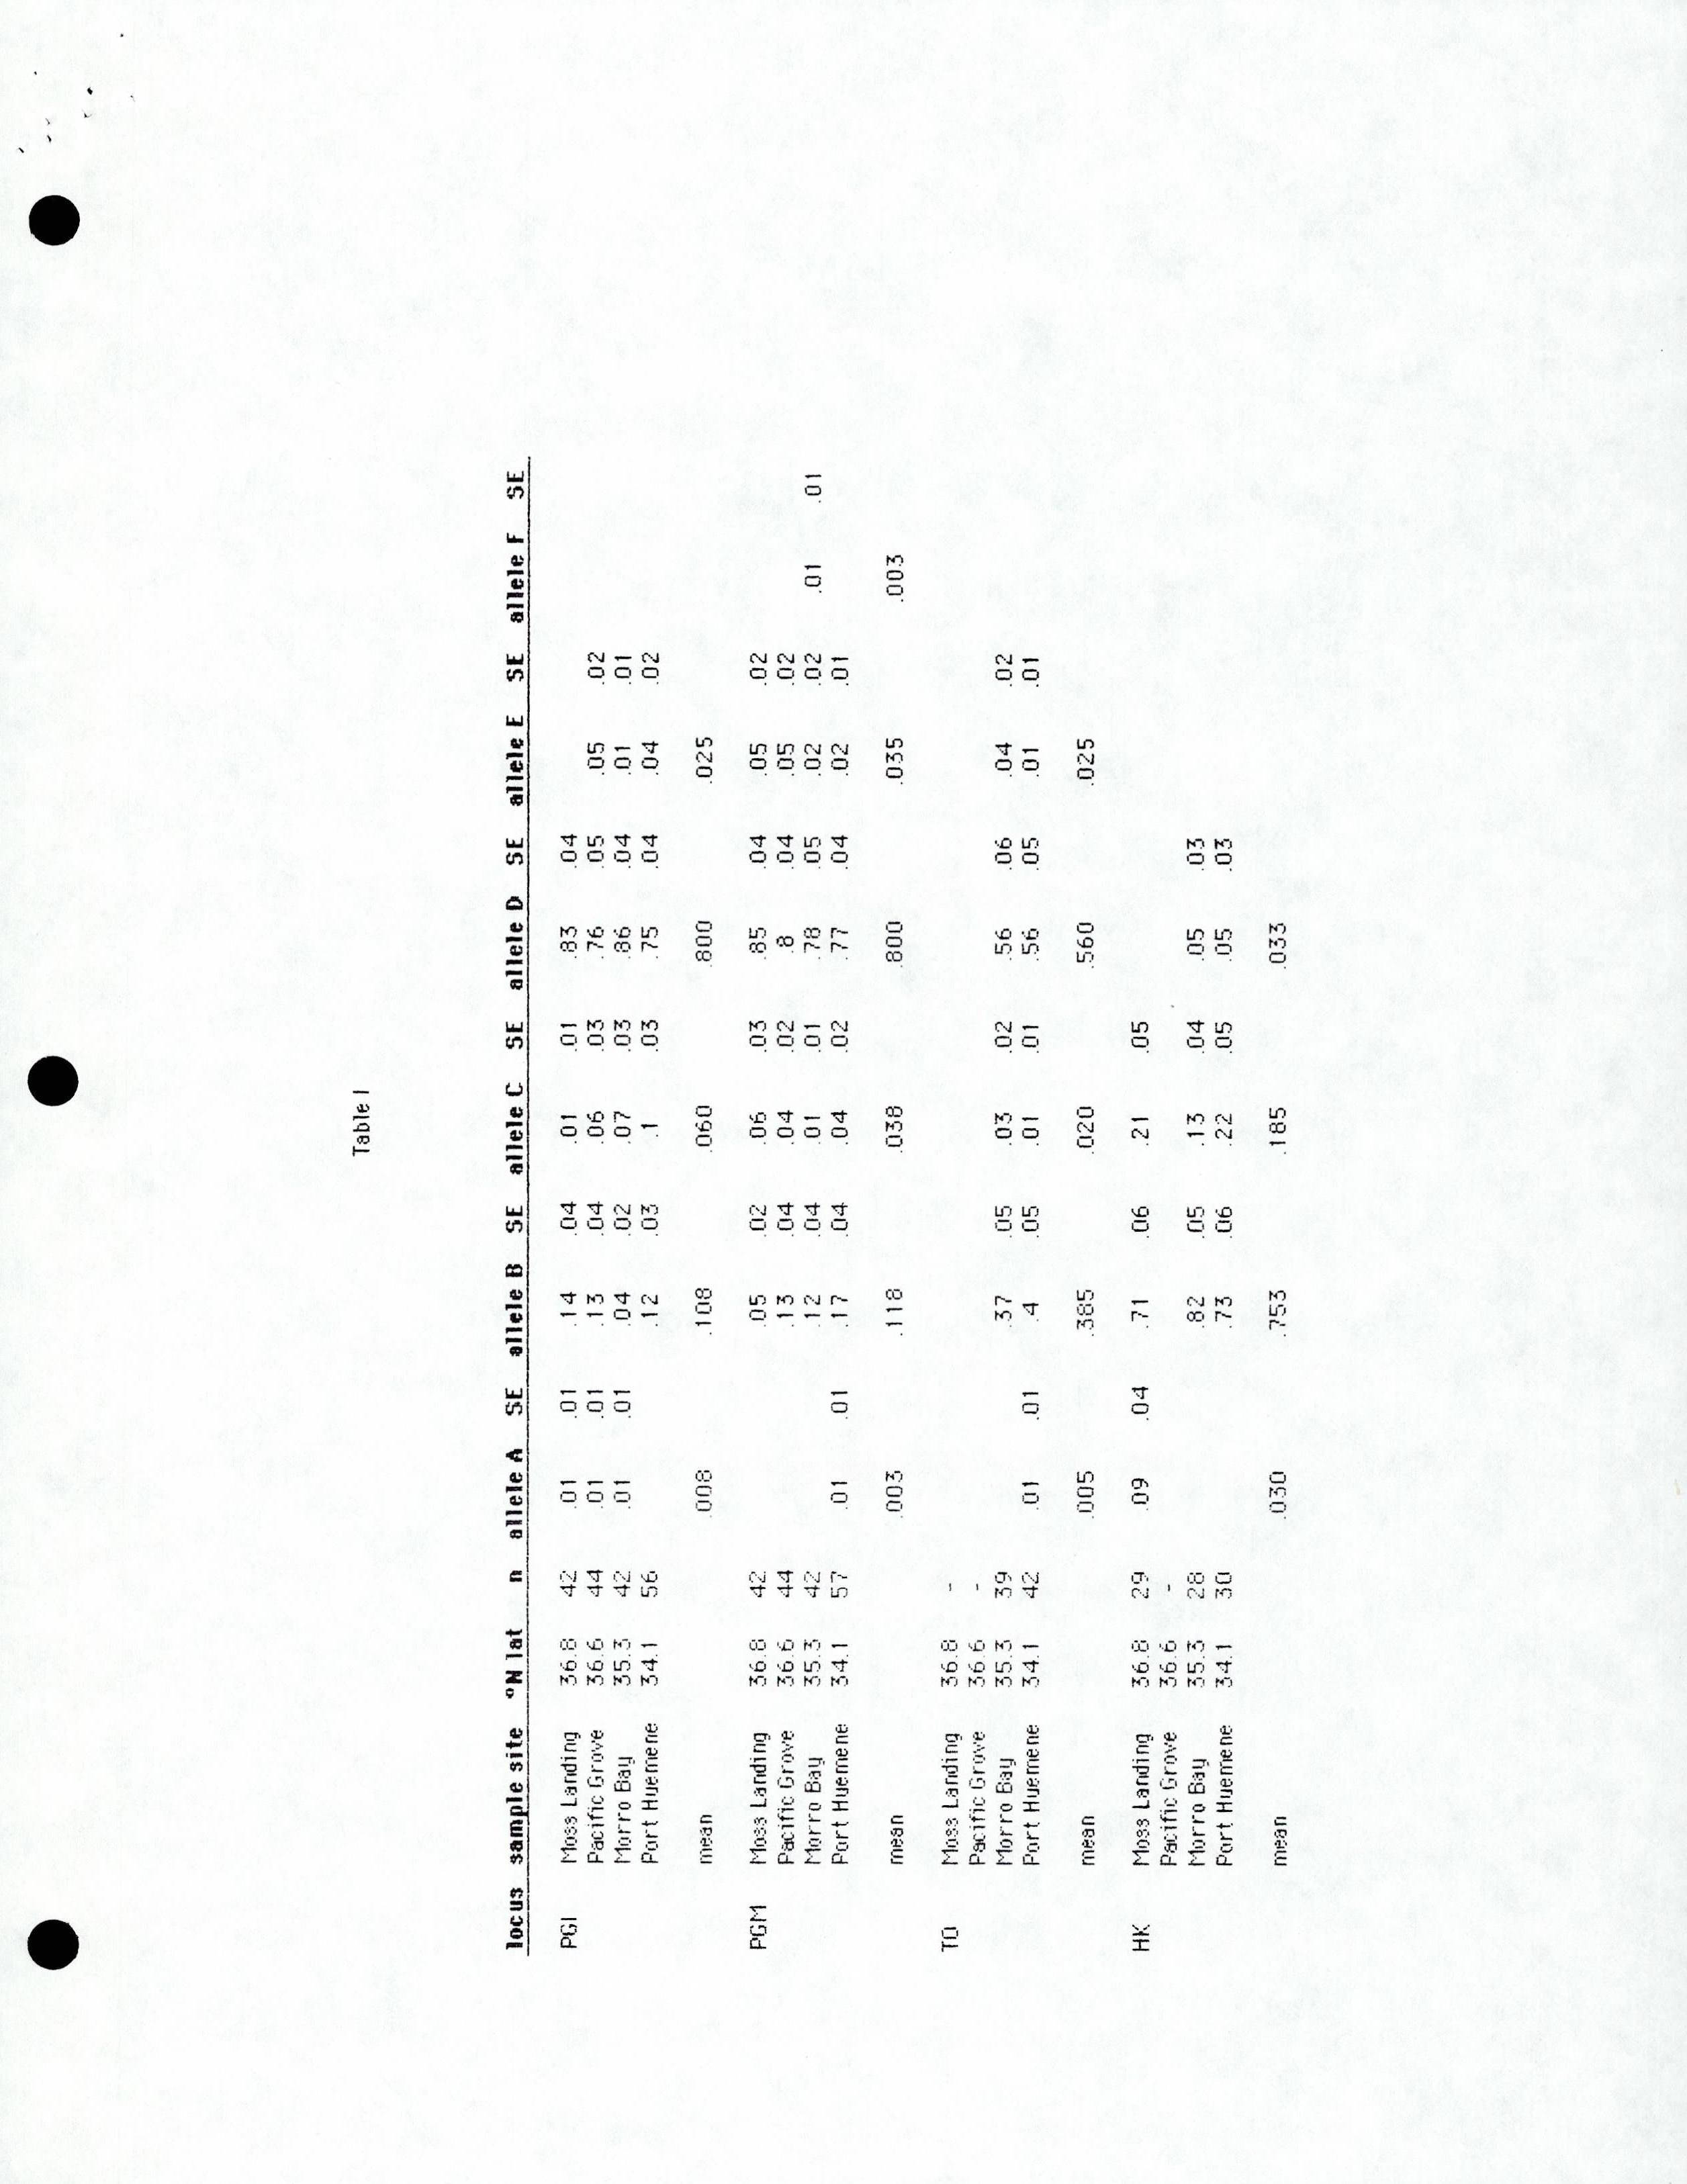 Table I
locus sample site °N lat n allele A SE allele B SE allele C SE allele D SE allele E SE allele F SE
PGI Moss Landing 36.8 42 .01 .01 .14 .04 .01 .01 .83 .04
Pacific Grove 36.6 44 .01 .01 .13 .04 .06 .03 .76 .05 .05 .02
Morro Bay 35.3 42 .01 .01 .04 .02 .07 .03 .86 .04 .01 .01
Port Huemene 34.1 56 .12 .03 .1 .03 .75 .04 .04 .02
mean .008 .108 .060 .800 .025
PGM Moss Landing 36.8 42 .05 .02 .06 .03 .85 .04 .05 .02
Pacific Grove 36.6 44 .13 .04 .04 .02 .8 .04 .05 .02
Morro Bay 35.3 42 .12 .04 .01 .01 .78 .05 .02 .02 .01 .01
Port Huemene 34.1 57 .01 .01 .17 .04 .04 .02 .77 .04 .02 .01
mean .003 .118 .038 .800 .035 .003
TO Moss Landing 36.8 -
Pacific Grove 36.6 -
Morro Bay 35.3 39 .37 .05 .03 .02 .56 .06 .04 .02
Port Huemene 34.1 42 .01 .01 .4 .05 .01 .01 .56 .05 .01 .01
mean .005 .385 .020 .560 .025
HK Moss Landing 36.8 29 .09 .04 .71 .06 .21 .05
Pacific Grove 36.6 -
Morro Bay 35.3 28 .82 .05 .13 .04 .05 .03
Port Huemene 34.1 30 .73 .06 .22 .05 .05 .03
mean .030 .753 .185 .033